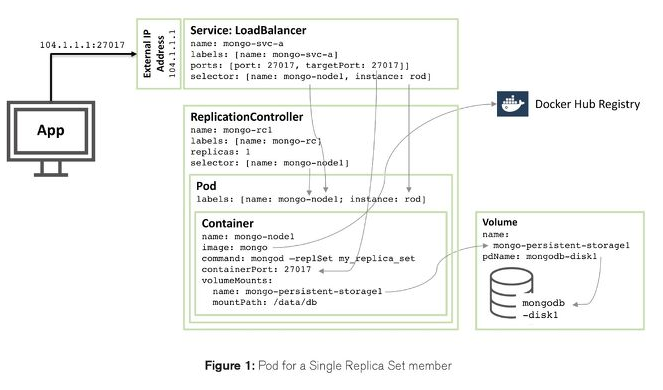 104.1.1.1:27017
External IP
Address
104.1.1.1
Service: LoadBalancer
name: mongo-svc-a
labels: [name: mongo-svc-a]
ports: [port: 27017, targetPort: 27017]]
selector: [name: mongo-node1, instance: rod]
App
Docker Hub Registry
ReplicationController
name: mongo-rc1
labels: [name: mongo-rc]
replicas: 1
selector: [name: mongo-node1]
Pod
labels: [name: mongo-node1; instance: rod]
Container
name: mongo-node1
image: mongo
command: mongod —replSet my_replica_set
containerPort: 27017
volumeMounts:
name: mongo-persistent-storage1
mountPath: /data/db
Volume
name:
mongo-persistent-storage1
pdName: mongodb-disk1
mongodb
-disk1
Figure 1: Pod for a Single Replica Set member